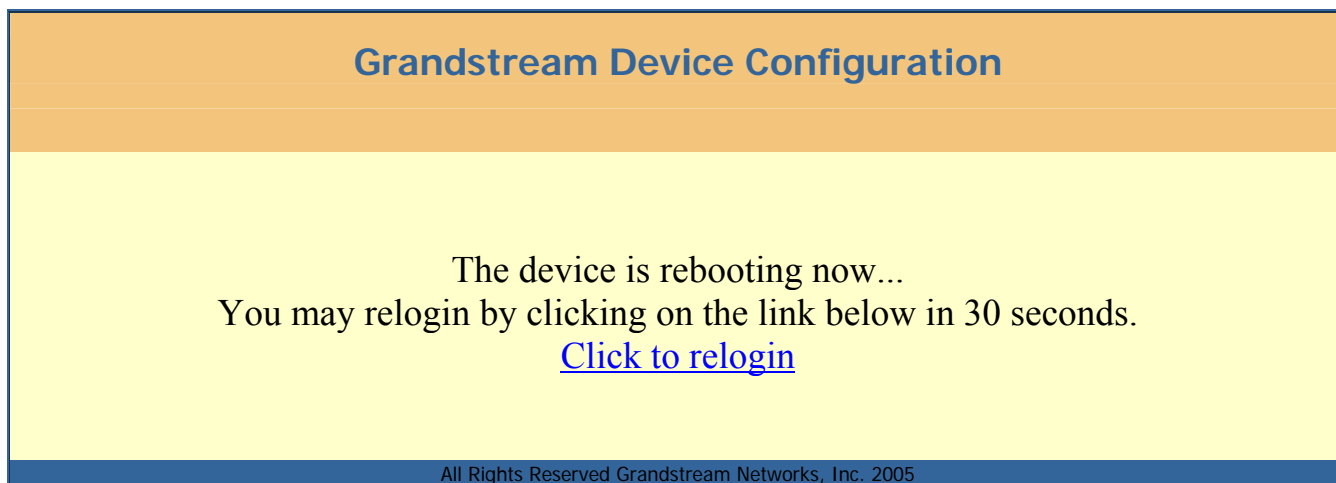 Grandstream Device Configuration
The device is rebooting now...
You may relogin by clicking on the link below in 30 seconds.
Click to relogin
All Rights Reserved Grandstream Networks, Inc. 2005